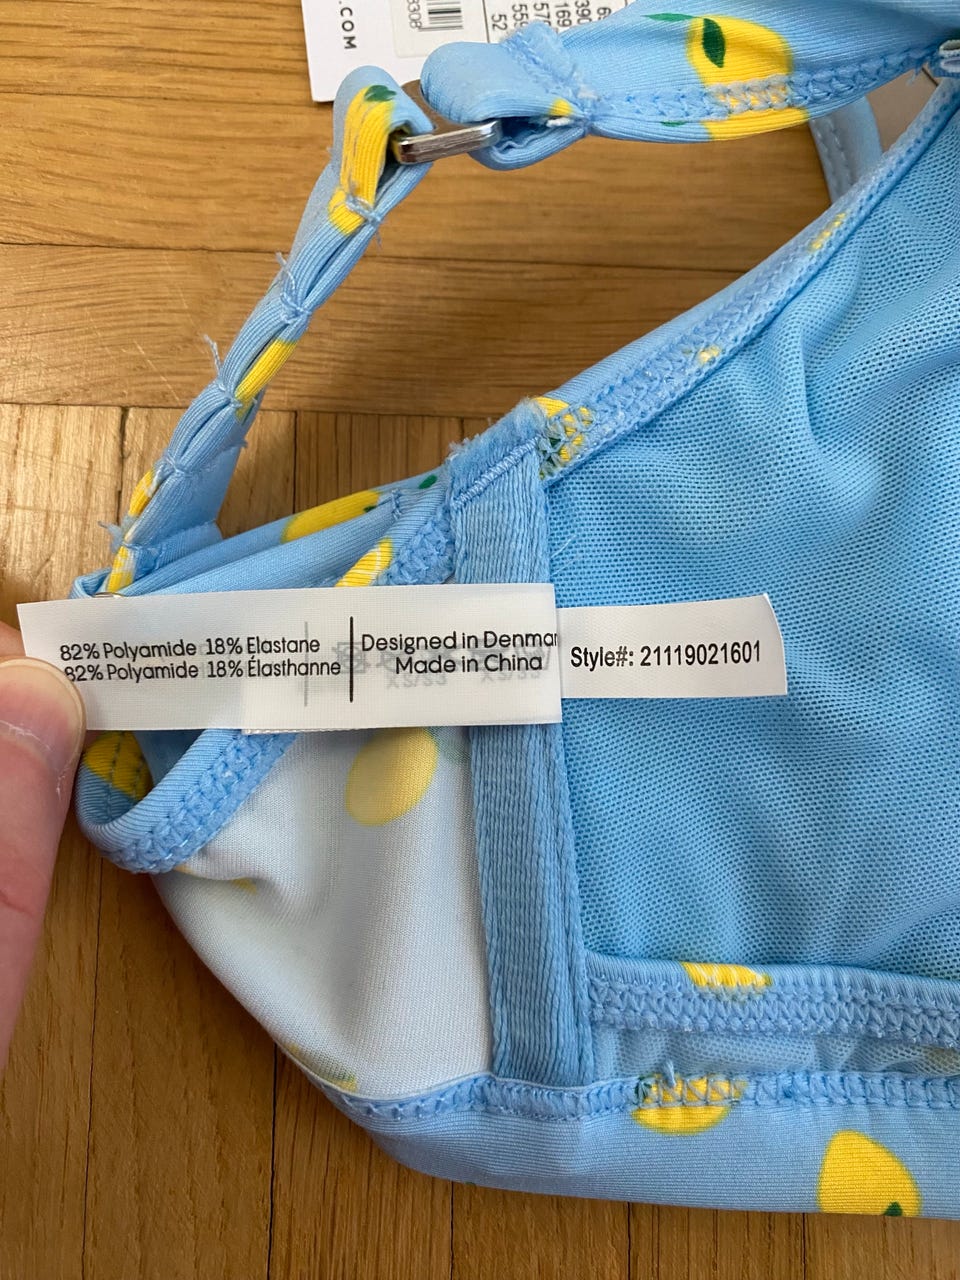 .COM
82% Polyamide 18% Elastane
82% Polyamide 18% Élasthanne
Designed in Denmar
Made in China
Style#: 21119021601